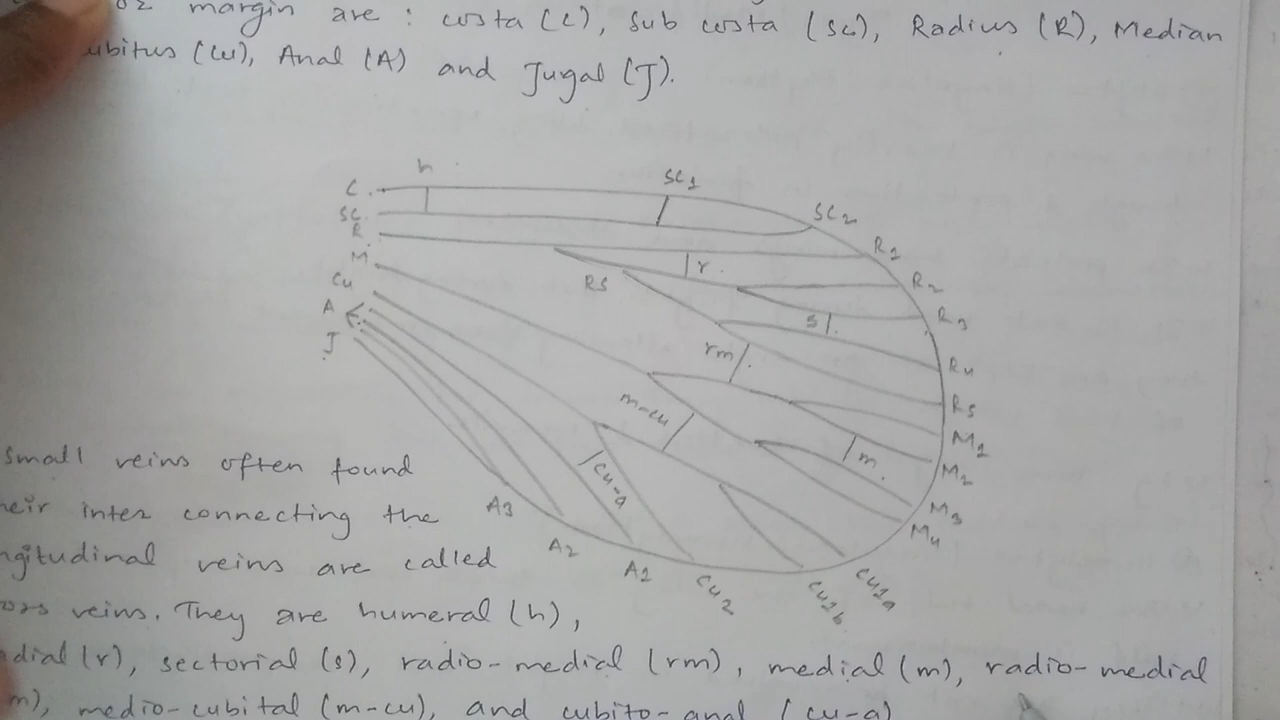 margin are : costa (C), Sub costa (Sc), Radius (R), Median
ubitus (Cu), Anal (A) and Jugal (J).
h
C.
SC1
SC
SC2
R
R1
M
r.
R2
Cu
RS
R3
A
s
J
rm
R4
R5
m-cu
M1
m.
M2
small veins often found
cu-a
A3
M3
heir inter connecting the
M4
A2
ngitudinal veins are called
A1
Cu2
Cu1b
Cu1a
veins. They are humeral (h),
adial (r), sectorial (s), radio-medial (rm), medial (m), radio-medial
m), medio-cubital (m-cu), and cubito-anal (cu-a)